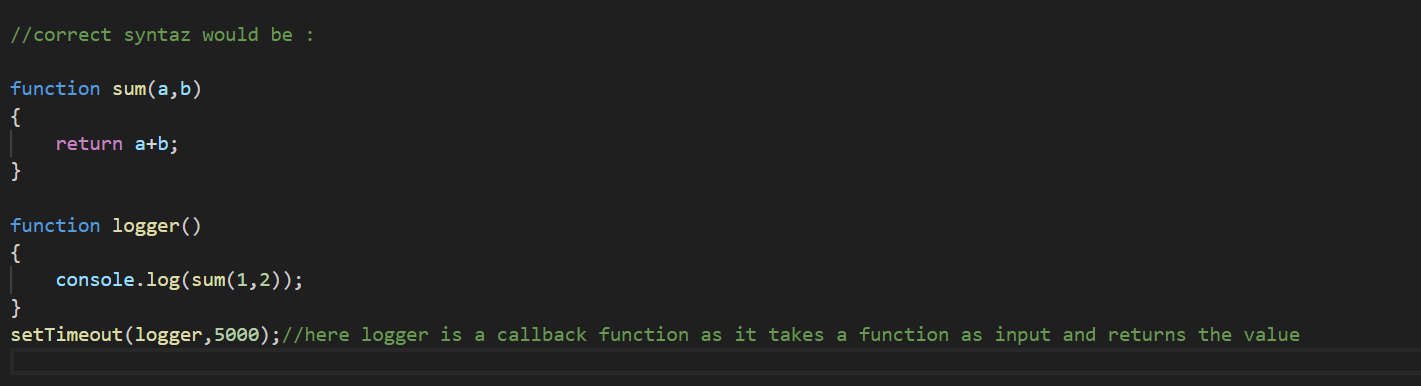 //correct syntaz would be :
function sum(a,b)
{
    return a+b;
}
function logger()
{
    console.log(sum(1,2));
}
setTimeout(logger,5000);//here logger is a callback function as it takes a function as input and returns the value